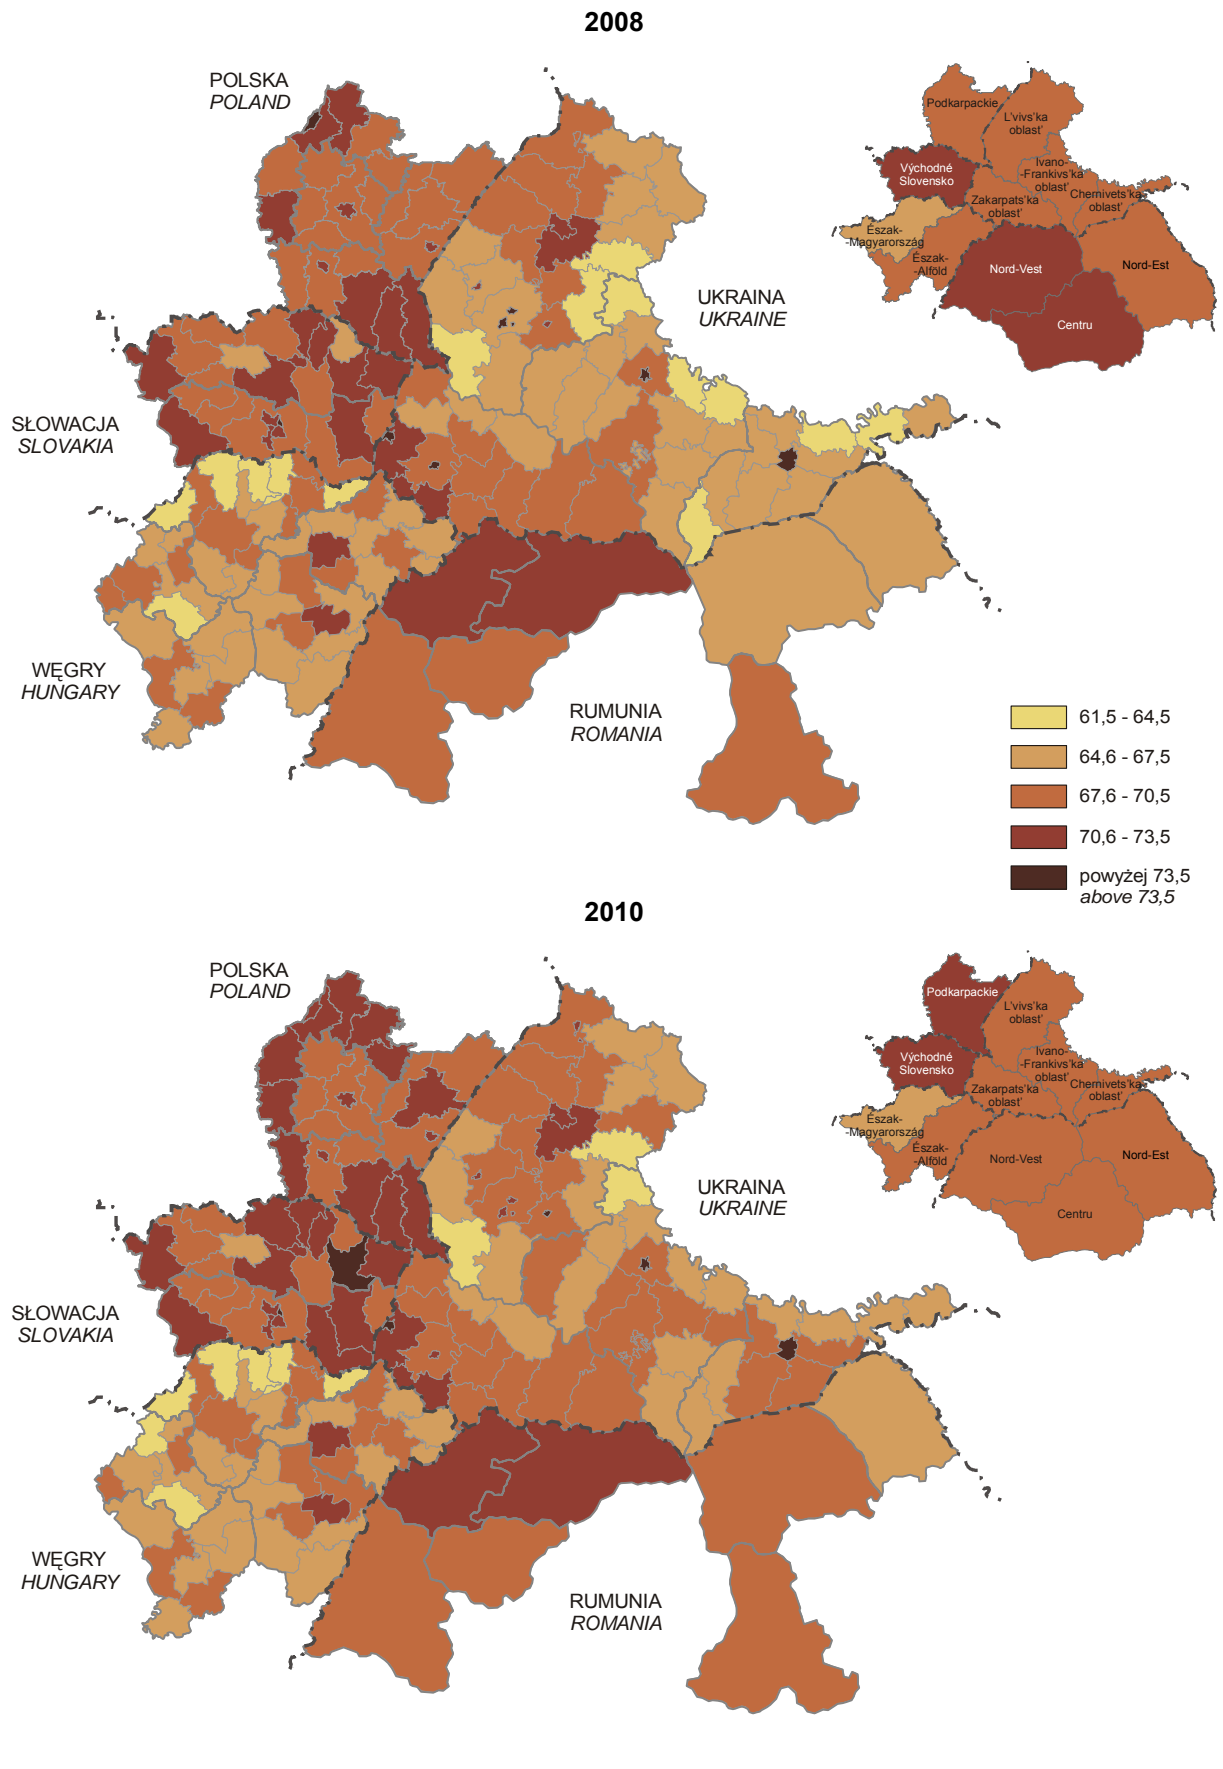 2008
POLSKA
POLAND
Podkarpackie
L'vivs'ka
oblast'
Východné
Slovensko
Ivano-
-Frankivs'ka
oblast'
Zakarpats'ka
oblast'
Chernivets'ka
oblast'
Észak-
-Magyarország
Észak-
-Alföld
Nord-Vest
Nord-Est
Centru
UKRAINA
UKRAINE
SŁOWACJA
SLOVAKIA
WĘGRY
HUNGARY
RUMUNIA
ROMANIA
61,5 - 64,5
64,6 - 67,5
67,6 - 70,5
70,6 - 73,5
powyżej 73,5
above 73,5
2010
POLSKA
POLAND
Podkarpackie
L'vivs'ka
oblast'
Východné
Slovensko
Ivano-
-Frankivs'ka
oblast'
Zakarpats'ka
oblast'
Chernivets'ka
oblast'
Észak-
-Magyarország
Észak-
-Alföld
Nord-Vest
Nord-Est
Centru
UKRAINA
UKRAINE
SŁOWACJA
SLOVAKIA
WĘGRY
HUNGARY
RUMUNIA
ROMANIA